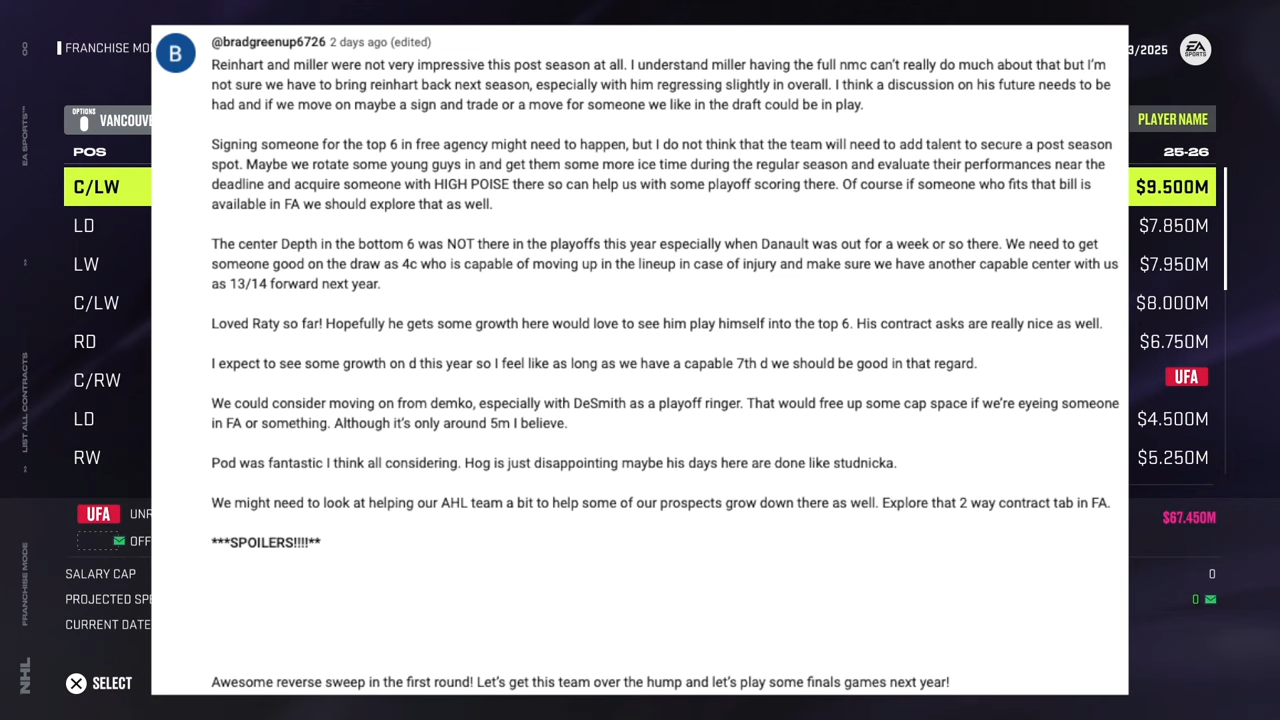 FRANCHISE MO
3/2025
EA SPORTS
OPTIONS
VANCOUV
PLAYER NAME
POS
25-26
C/LW
$9.500M
LD
$7.850M
LW
$7.950M
C/LW
$8.000M
RD
$6.750M
C/RW
UFA
LD
$4.500M
RW
$5.250M
UFA
UNR
$67.450M
OFF
SALARY CAP
0
PROJECTED SPE
0
CURRENT DATE
SELECT
EA SPORTS™
LIST ALL CONTRACTS
FRANCHISE MODE
NHL
B
@bradgreenup6726 2 days ago (edited)
Reinhart and miller were not very impressive this post season at all. I understand miller having the full nmc can't really do much about that but I'm
not sure we have to bring reinhart back next season, especially with him regressing slightly in overall. I think a discussion on his future needs to be
had and if we move on maybe a sign and trade or a move for someone we like in the draft could be in play.
Signing someone for the top 6 in free agency might need to happen, but I do not think that the team will need to add talent to secure a post season
spot. Maybe we rotate some young guys in and get them some more ice time during the regular season and evaluate their performances near the
deadline and acquire someone with HIGH POISE there so can help us with some playoff scoring there. Of course if someone who fits that bill is
available in FA we should explore that as well.
The center Depth in the bottom 6 was NOT there in the playoffs this year especially when Danault was out for a week or so there. We need to get
someone good on the draw as 4c who is capable of moving up in the lineup in case of injury and make sure we have another capable center with us
as 13/14 forward next year.
Loved Raty so far! Hopefully he gets some growth here would love to see him play himself into the top 6. His contract asks are really nice as well.
I expect to see some growth on d this year so I feel like as long as we have a capable 7th d we should be good in that regard.
We could consider moving on from demko, especially with DeSmith as a playoff ringer. That would free up some cap space if we're eyeing someone
in FA or something. Although it's only around 5m I believe.
Pod was fantastic I think all considering. Hog is just disappointing maybe his days here are done like studnicka.
We might need to look at helping our AHL team a bit to help some of our prospects grow down there as well. Explore that 2 way contract tab in FA.
***SPOILERS!!!!**
Awesome reverse sweep in the first round! Let's get this team over the hump and let's play some finals games next year!